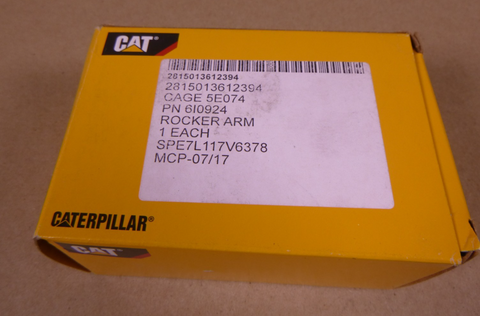 CAT®
2815013612394
2815013612394
CAGE 5E074
PN 6I0924
ROCKER ARM
1 EACH
SPE7L117V6378
MCP-07/17
CATERPILLAR®
CAT®